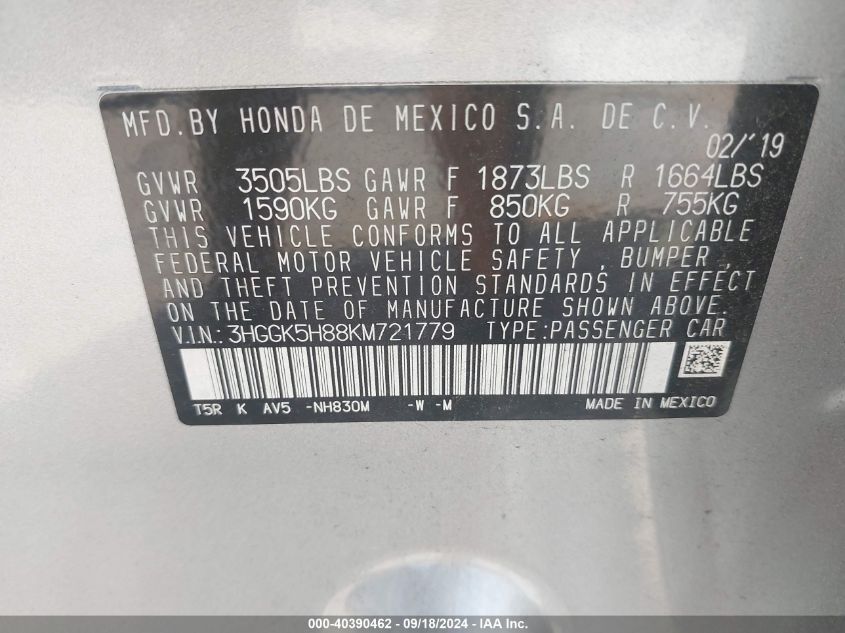 MFD.BY HONDA DE MEXICO S.A. DE C.V.
02/'19
GVWR 3505LBS GAWR F 1873LBS R 1664LBS
GVWR 1590KG GAWR F 850KG R 755KG
THIS VEHICLE CONFORMS TO ALL APPLICABLE
FEDERAL MOTOR VEHICLE SAFETY , BUMPER ,
AND THEFT PREVENTION STANDARDS IN EFFECT
ON THE DATE OF MANUFACTURE SHOWN ABOVE.
V.I.N.: 3HGGK5H88KM721779 TYPE:PASSENGER CAR
T5R K AV5 -NH830M -W -M MADE IN MEXICO
000-40390462 - 09/18/2024 - IAA Inc.